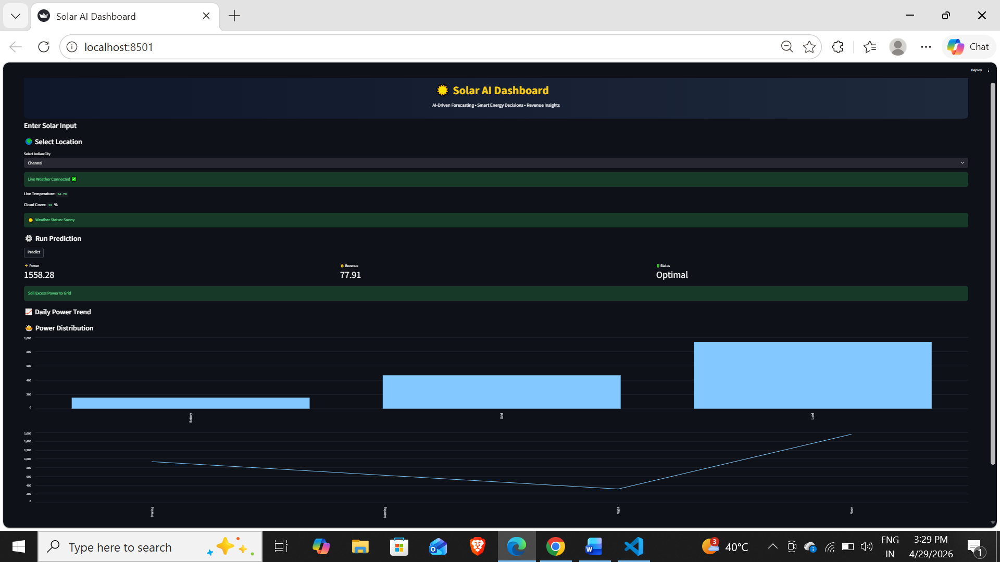 Solar AI Dashboard
localhost:8501
Chat
Deploy
Solar AI Dashboard
AI-Driven Forecasting • Smart Energy Decisions • Revenue Insights
Enter Solar Input
Select Location
Select Indian City
Chennai
Live Weather Connected
Live Temperature: 34.79
Cloud Cover: 20 %
Weather Status: Sunny
Run Prediction
Predict
Power
1558.28
Revenue
77.91
Status
Optimal
Sell Excess Power to Grid
Daily Power Trend
Power Distribution
1,000
800
600
400
200
0
Battery
Sold
Used
1,600
1,400
1,200
1,000
800
600
400
200
0
Evening
Morning
Night
Noon
Type here to search
3
40°C
ENG
IN
3:29 PM
4/29/2026
1